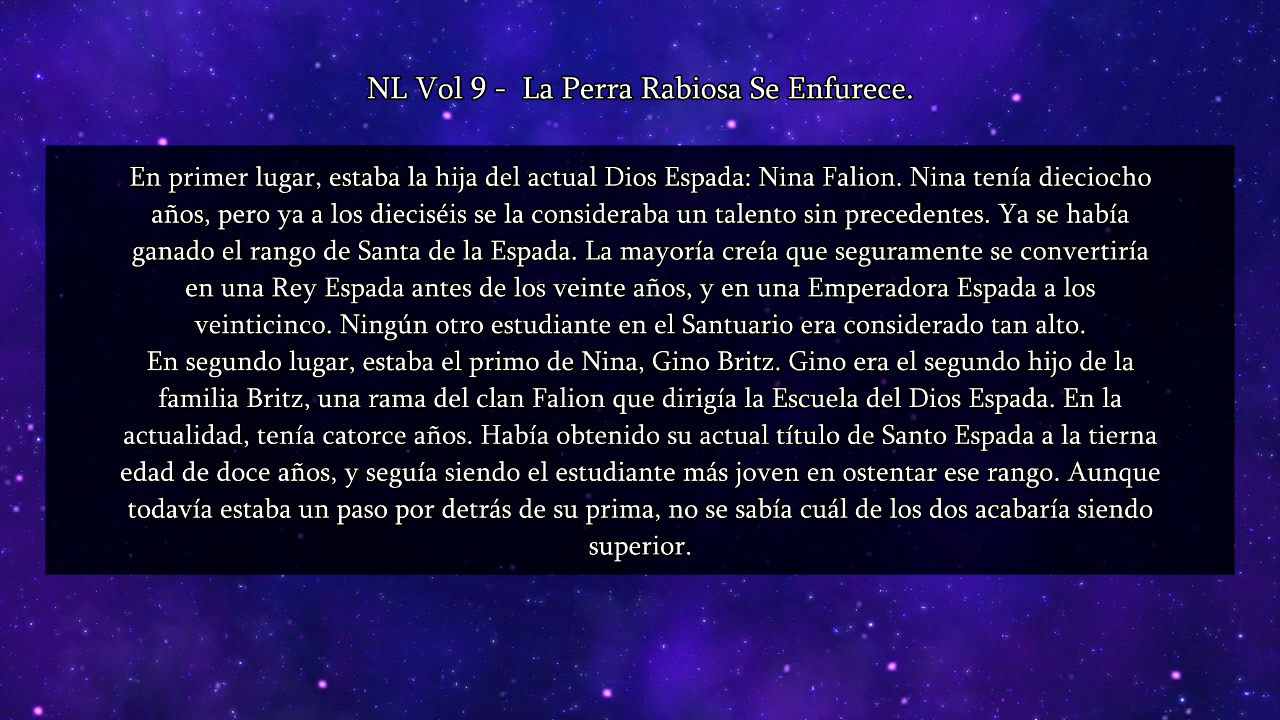 NL Vol 9 -  La Perra Rabiosa Se Enfurece.
En primer lugar, estaba la hija del actual Dios Espada: Nina Falion. Nina tenía dieciocho
años, pero ya a los dieciséis se la consideraba un talento sin precedentes. Ya se había
ganado el rango de Santa de la Espada. La mayoría creía que seguramente se convertiría
en una Rey Espada antes de los veinte años, y en una Emperadora Espada a los
veinticinco. Ningún otro estudiante en el Santuario era considerado tan alto.
En segundo lugar, estaba el primo de Nina, Gino Britz. Gino era el segundo hijo de la
familia Britz, una rama del clan Falion que dirigía la Escuela del Dios Espada. En la
actualidad, tenía catorce años. Había obtenido su actual título de Santo Espada a la tierna
edad de doce años, y seguía siendo el estudiante más joven en ostentar ese rango. Aunque
todavía estaba un paso por detrás de su prima, no se sabía cuál de los dos acabaría siendo
superior.